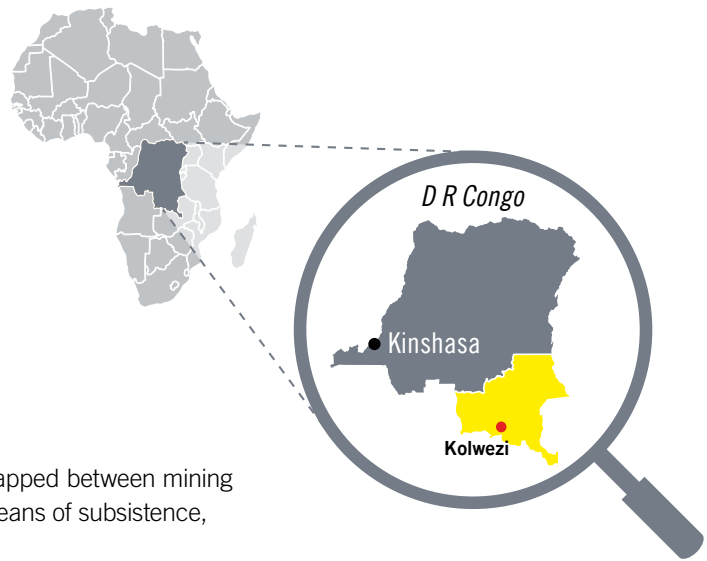 D R Congo
Kinshasa
Kolwezi
apped between mining
eans of subsistence,